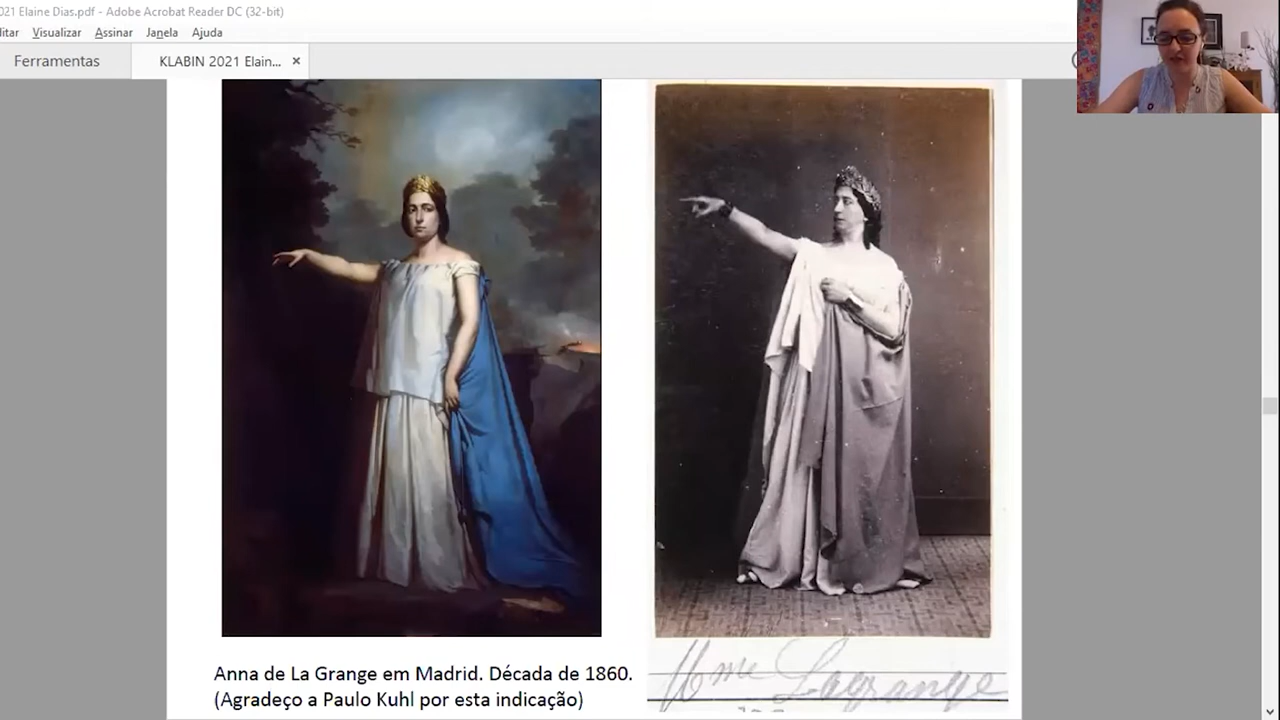 021 Elaine Dias.pdf - Adobe Acrobat Reader DC (32-bit)
itar Visualizar Assinar Janela Ajuda
Ferramentas KLABIN 2021 Elain... ×
Anna de La Grange em Madrid. Década de 1860.
(Agradeço a Paulo Kuhl por esta indicação)
Mme Lagrange